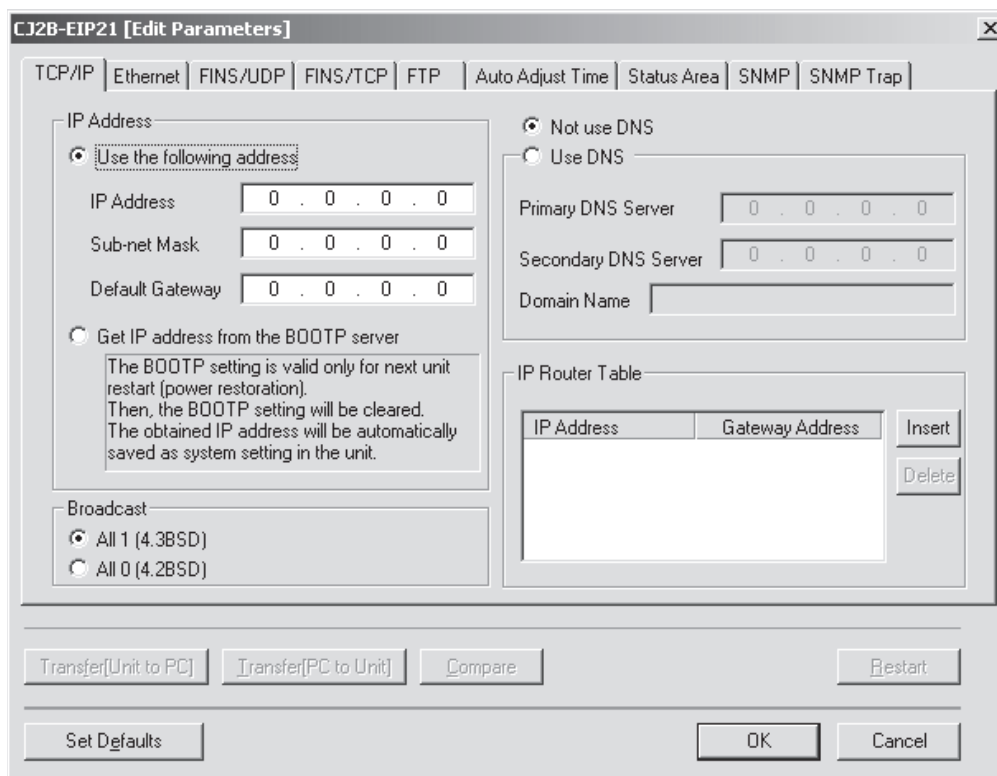 CJ2B-EIP21 [Edit Parameters]
TCP/IP Ethernet FINS/UDP FINS/TCP FTP Auto Adjust Time Status Area SNMP SNMP Trap
IP Address
Use the following address
IP Address 0 . 0 . 0 . 0
Sub-net Mask 0 . 0 . 0 . 0
Default Gateway 0 . 0 . 0 . 0
Get IP address from the BOOTP server
The BOOTP setting is valid only for next unit
restart (power restoration).
Then, the BOOTP setting will be cleared.
The obtained IP address will be automatically
saved as system setting in the unit.
Broadcast
All 1 (4.3BSD)
All 0 (4.2BSD)
Not use DNS
Use DNS
Primary DNS Server 0 . 0 . 0 . 0
Secondary DNS Server 0 . 0 . 0 . 0
Domain Name
IP Router Table
IP Address Gateway Address
Insert
Delete
Transfer[Unit to PC] Transfer[PC to Unit] Compare Restart
Set Defaults OK Cancel